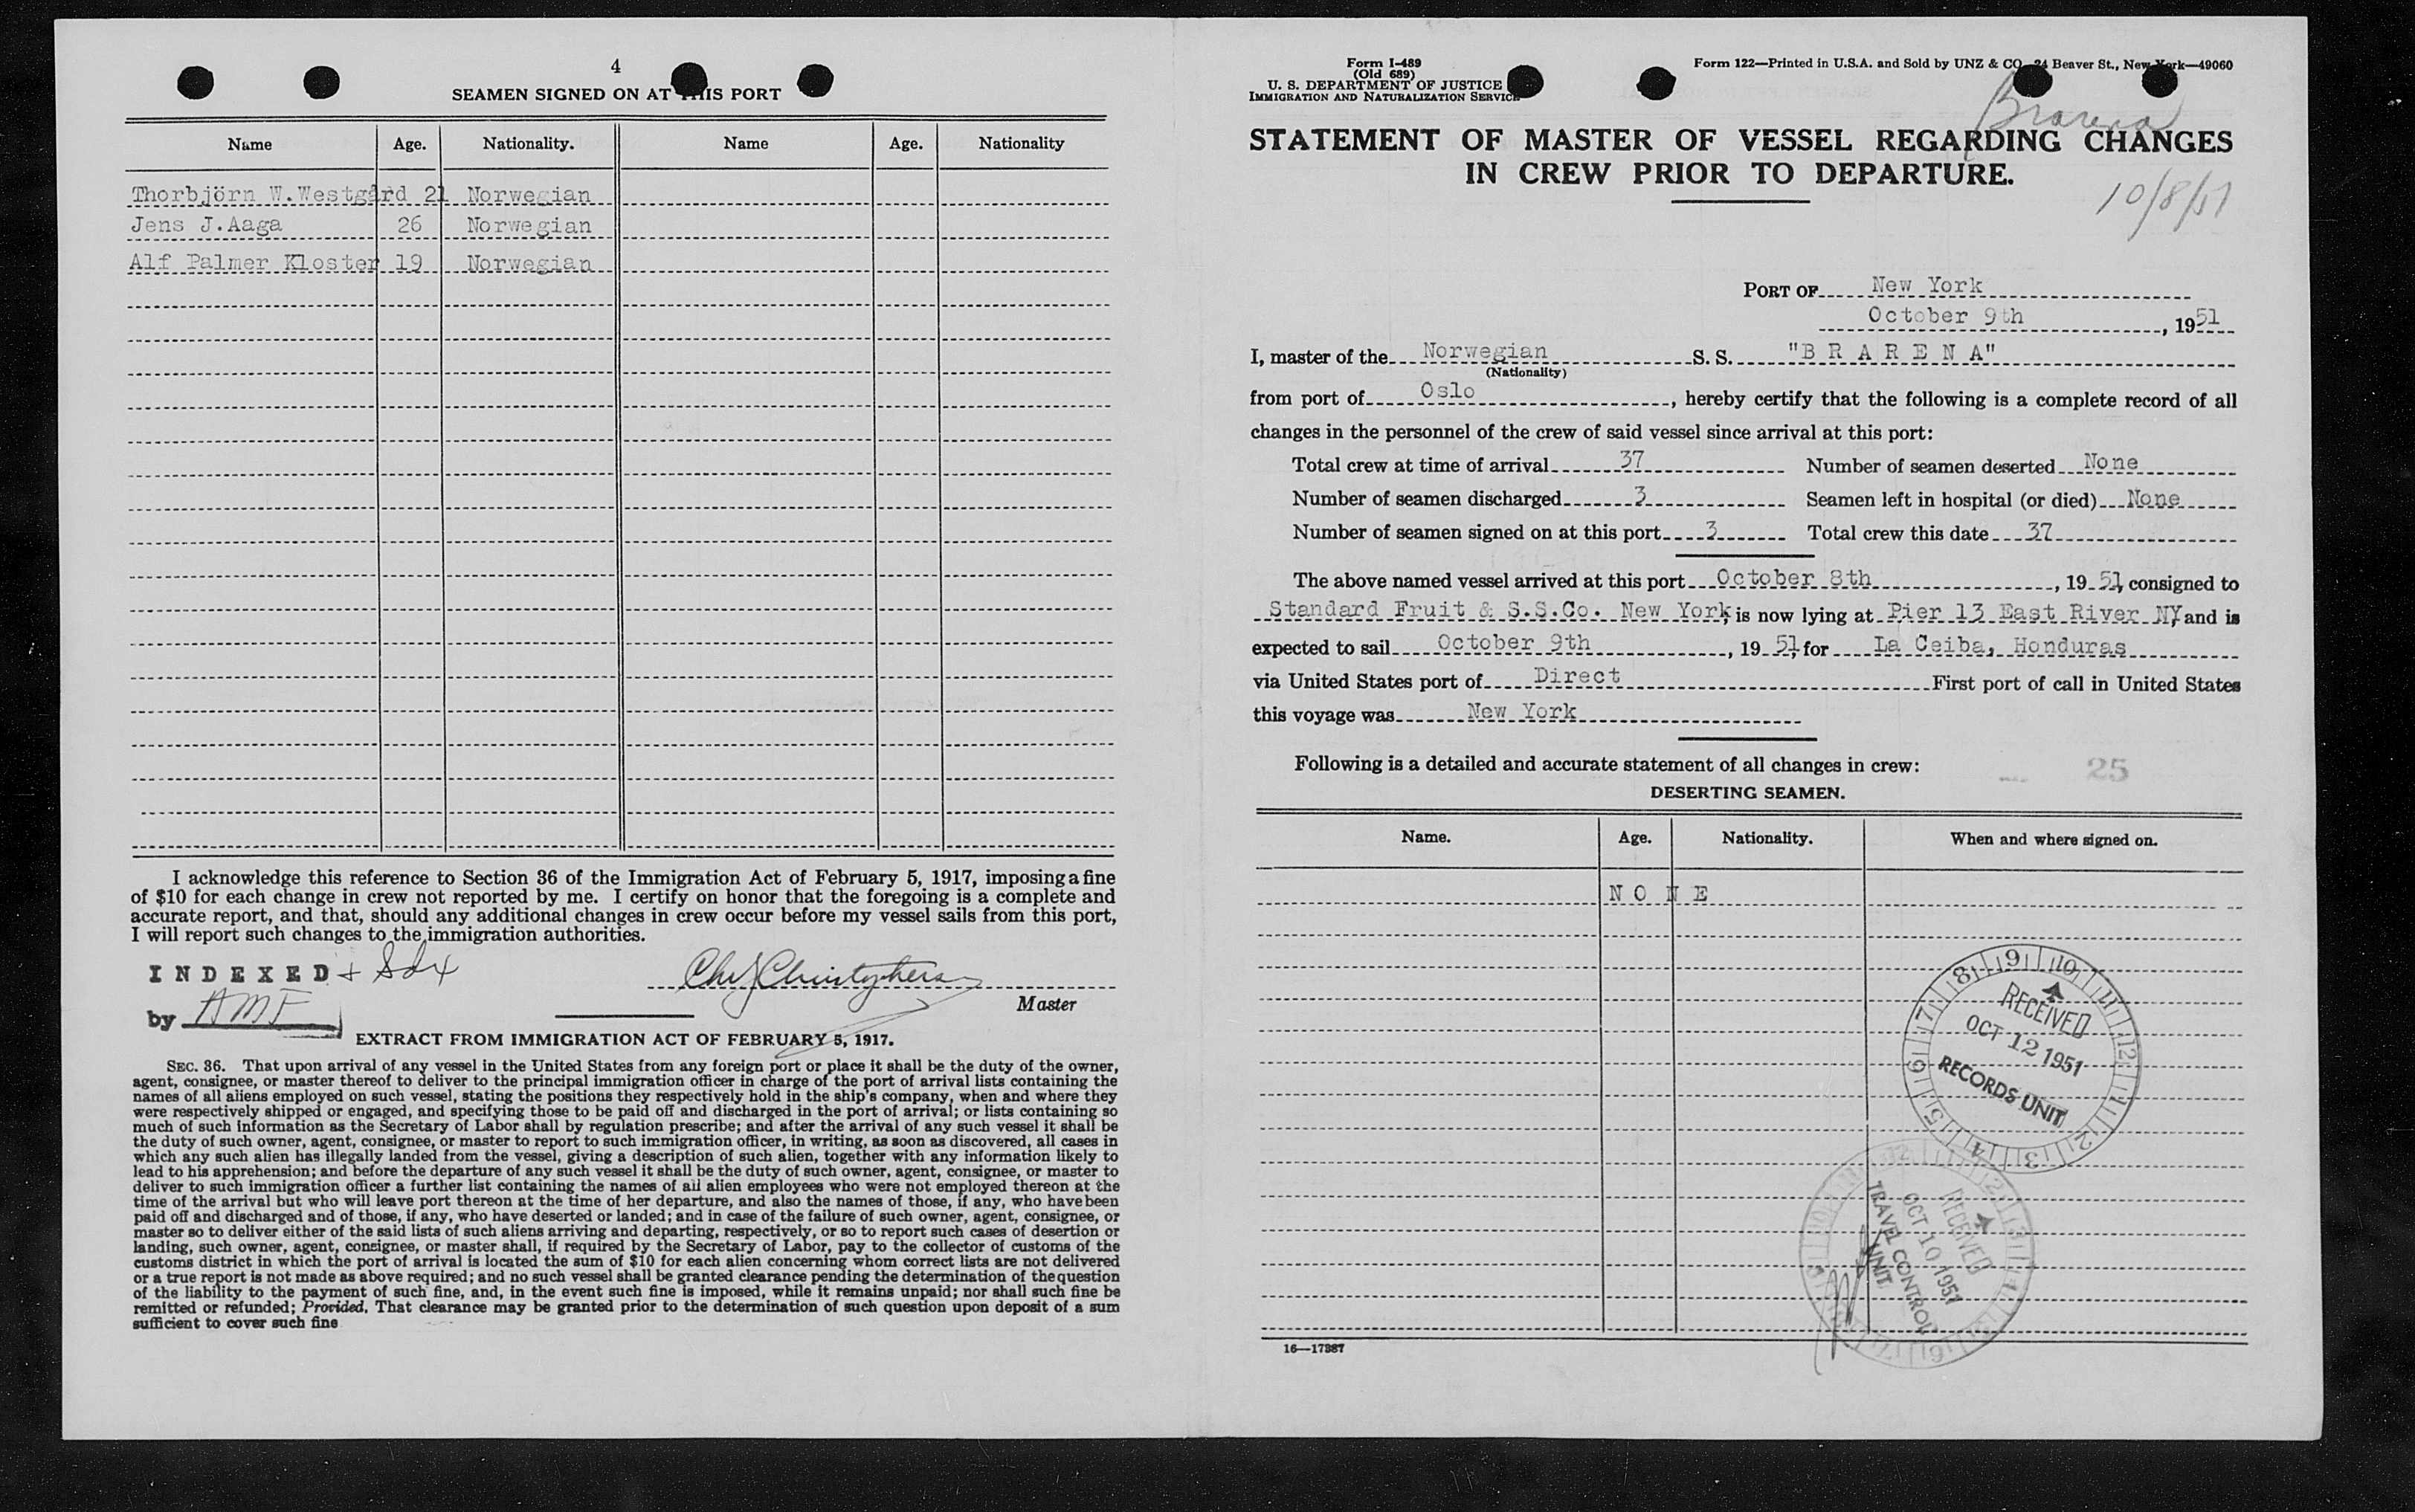 4
SEAMEN SIGNED ON AT THIS PORT
Name Age. Nationality. Name Age. Nationality
Thorbjörn W.Westgård 21 Norwegian
Jens J.Aaga 26 Norwegian
Alf Palmer Kloster 19 Norwegian
I acknowledge this reference to Section 36 of the Immigration Act of February 5, 1917, imposing a fine
of $10 for each change in crew not reported by me. I certify on honor that the foregoing is a complete and
accurate report, and that, should any additional changes in crew occur before my vessel sails from this port,
I will report such changes to the immigration authorities.
INDEXED
by AMF
Master
EXTRACT FROM IMMIGRATION ACT OF FEBRUARY 5, 1917.
SEC. 36. That upon arrival of any vessel in the United States from any foreign port or place it shall be the duty of the owner,
agent, consignee, or master thereof to deliver to the principal immigration officer in charge of the port of arrival lists containing the
names of all aliens employed on such vessel, stating the positions they respectively hold in the ship's company, when and where they
were respectively shipped or engaged, and specifying those to be paid off and discharged in the port of arrival; or lists containing so
much of such information as the Secretary of Labor shall by regulation prescribe; and after the arrival of any such vessel it shall be
the duty of such owner, agent, consignee, or master to report to such immigration officer, in writing, as soon as discovered, all cases in
which any such alien has illegally landed from the vessel, giving a description of such alien, together with any information likely to
lead to his apprehension; and before the departure of any such vessel it shall be the duty of such owner, agent, consignee, or master to
deliver to such immigration officer a further list containing the names of all alien employees who were not employed thereon at the
time of the arrival but who will leave port thereon at the time of her departure, and also the names of those, if any, who have been
paid off and discharged and of those, if any, who have deserted or landed; and in case of the failure of such owner, agent, consignee, or
master so to deliver either of the said lists of such aliens arriving and departing, respectively, or so to report such cases of desertion or
landing, such owner, agent, consignee, or master shall, if required by the Secretary of Labor, pay to the collector of customs of the
customs district in which the port of arrival is located the sum of $10 for each alien concerning whom correct lists are not delivered
or a true report is not made as above required; and no such vessel shall be granted clearance pending the determination of the question
of the liability to the payment of such fine, and, in the event such fine is imposed, while it remains unpaid; nor shall such fine be
remitted or refunded; Provided, That clearance may be granted prior to the determination of such question upon deposit of a sum
sufficient to cover such fine
Form I-489
(Old 689)
U. S. DEPARTMENT OF JUSTICE
IMMIGRATION AND NATURALIZATION SERVICE
Form 122—Printed in U.S.A. and Sold by UNZ & CO. 24 Beaver St., New York—49060
Brarena
STATEMENT OF MASTER OF VESSEL REGARDING CHANGES
IN CREW PRIOR TO DEPARTURE.
10/8/51
PORT OF New York
October 9th, 1951
I, master of the Norwegian S. S. "BRARENA"
(Nationality)
from port of Oslo, hereby certify that the following is a complete record of all
changes in the personnel of the crew of said vessel since arrival at this port:
Total crew at time of arrival 37 Number of seamen deserted None
Number of seamen discharged 3 Seamen left in hospital (or died) None
Number of seamen signed on at this port 3 Total crew this date 37
The above named vessel arrived at this port October 8th, 19 51, consigned to
Standard Fruit & S.S.Co. New York, is now lying at Pier 13 East River NY, and is
expected to sail October 9th, 19 51, for La Ceiba, Honduras
via United States port of Direct First port of call in United States
this voyage was New York
Following is a detailed and accurate statement of all changes in crew: 25
DESERTING SEAMEN.
Name. Age. Nationality. When and where signed on.
NONE
RECEIVED
OCT 12 1951
RECORDS UNIT
RECEIVED
OCT 10 1951
TRAVEL CONTROL
UNIT
16—17387